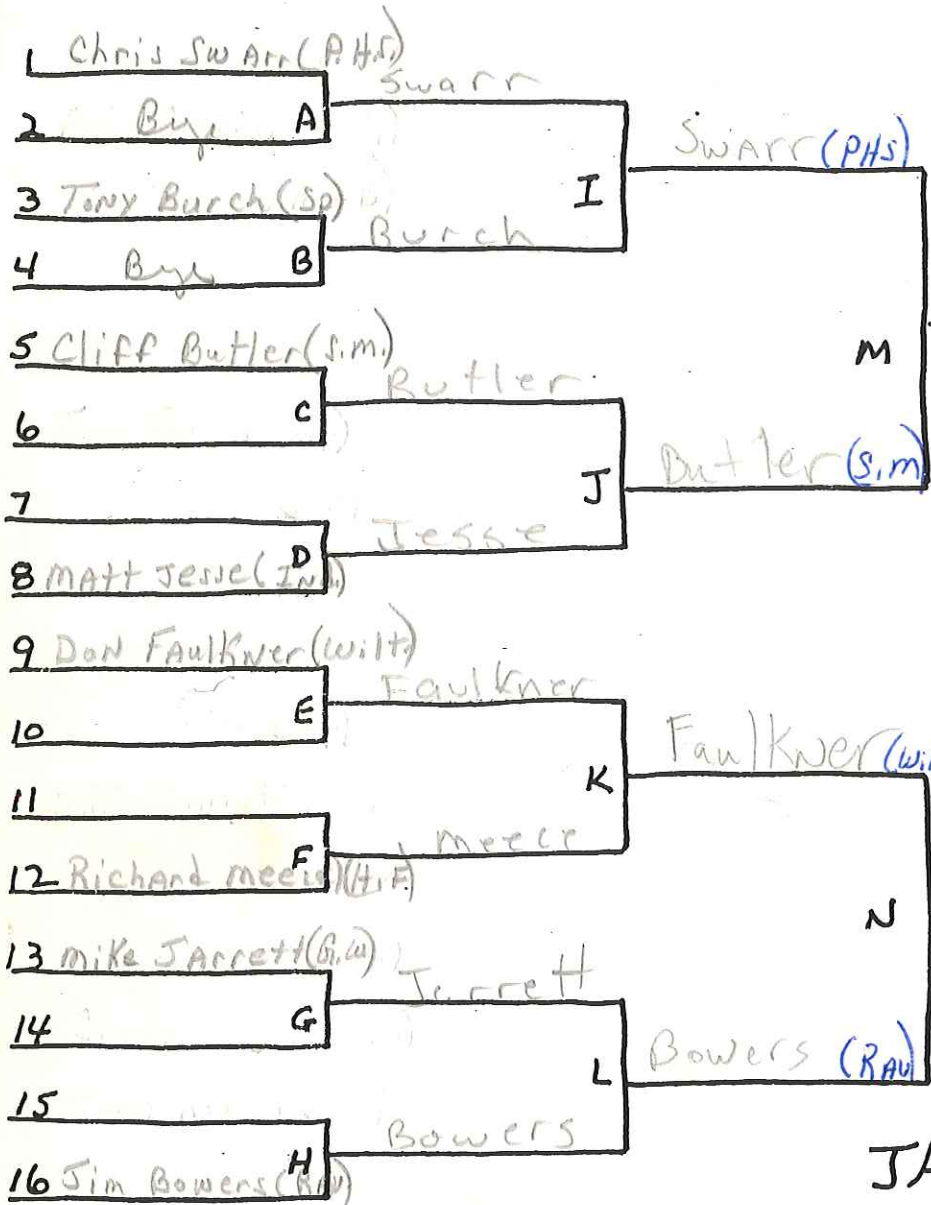 1 Chris Swarr (P.H.S.)
Swarr
2 Bye A
Swarr (PHS)
I
3 Tony Burch (Sp)
Burch
4 Bye B
5 Cliff Butler (S.M.)
M
Butler
6 C
Butler (S.M)
J
7
Jesse
8 Matt Jesse D
9 Don Faulkner (Wilt.)
Faulkner
10 E
Faulkner
K
11
Meece
12 Richard Meece F (H.F)
N
13 Mike Jarrett (G.W)
Jarrett
14 G
Bowers (RAV)
L
15
Bowers
16 Jim Bowers (RAV) H